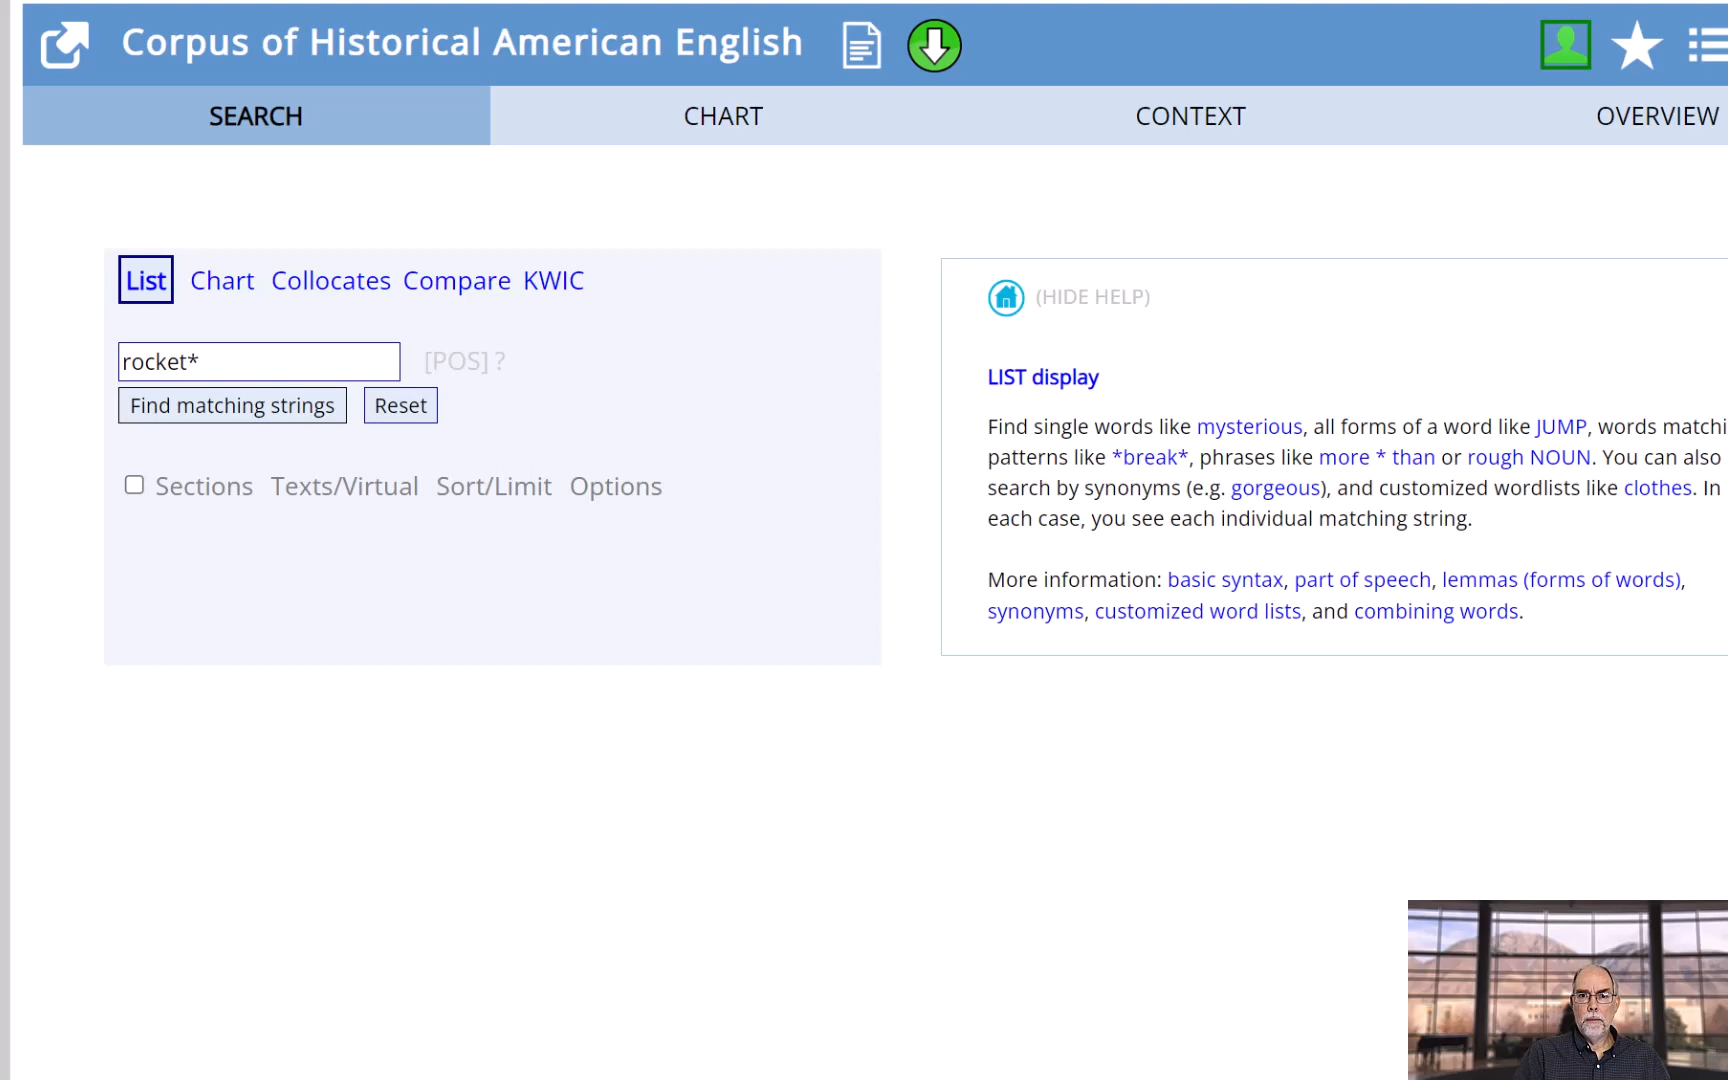 Corpus of Historical American English
SEARCH CHART CONTEXT OVERVIEW
List Chart Collocates Compare KWIC
rocket* [POS] ?
Find matching strings Reset
Sections Texts/Virtual Sort/Limit Options
(HIDE HELP)
LIST display
Find single words like mysterious, all forms of a word like JUMP, words matchi
patterns like *break*, phrases like more * than or rough NOUN. You can also
search by synonyms (e.g. gorgeous), and customized wordlists like clothes. In
each case, you see each individual matching string.
More information: basic syntax, part of speech, lemmas (forms of words),
synonyms, customized word lists, and combining words.